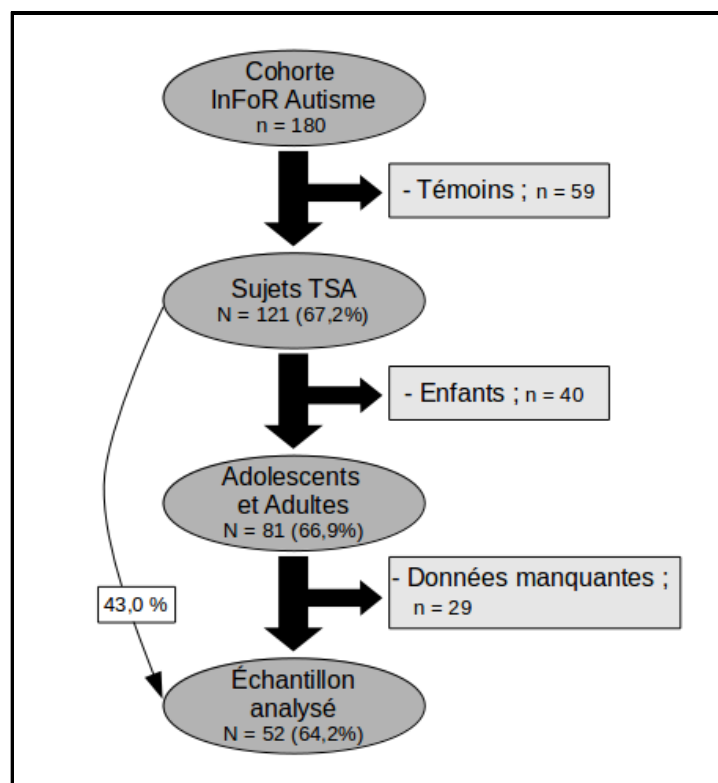 Cohorte
InFoR Autisme
n = 180
- Témoins ; n = 59
Sujets TSA
N = 121 (67,2%)
- Enfants ; n = 40
Adolescents
et Adultes
N = 81 (66,9%)
- Données manquantes ;
n = 29
43,0 %
Échantillon
analysé
N = 52 (64,2%)